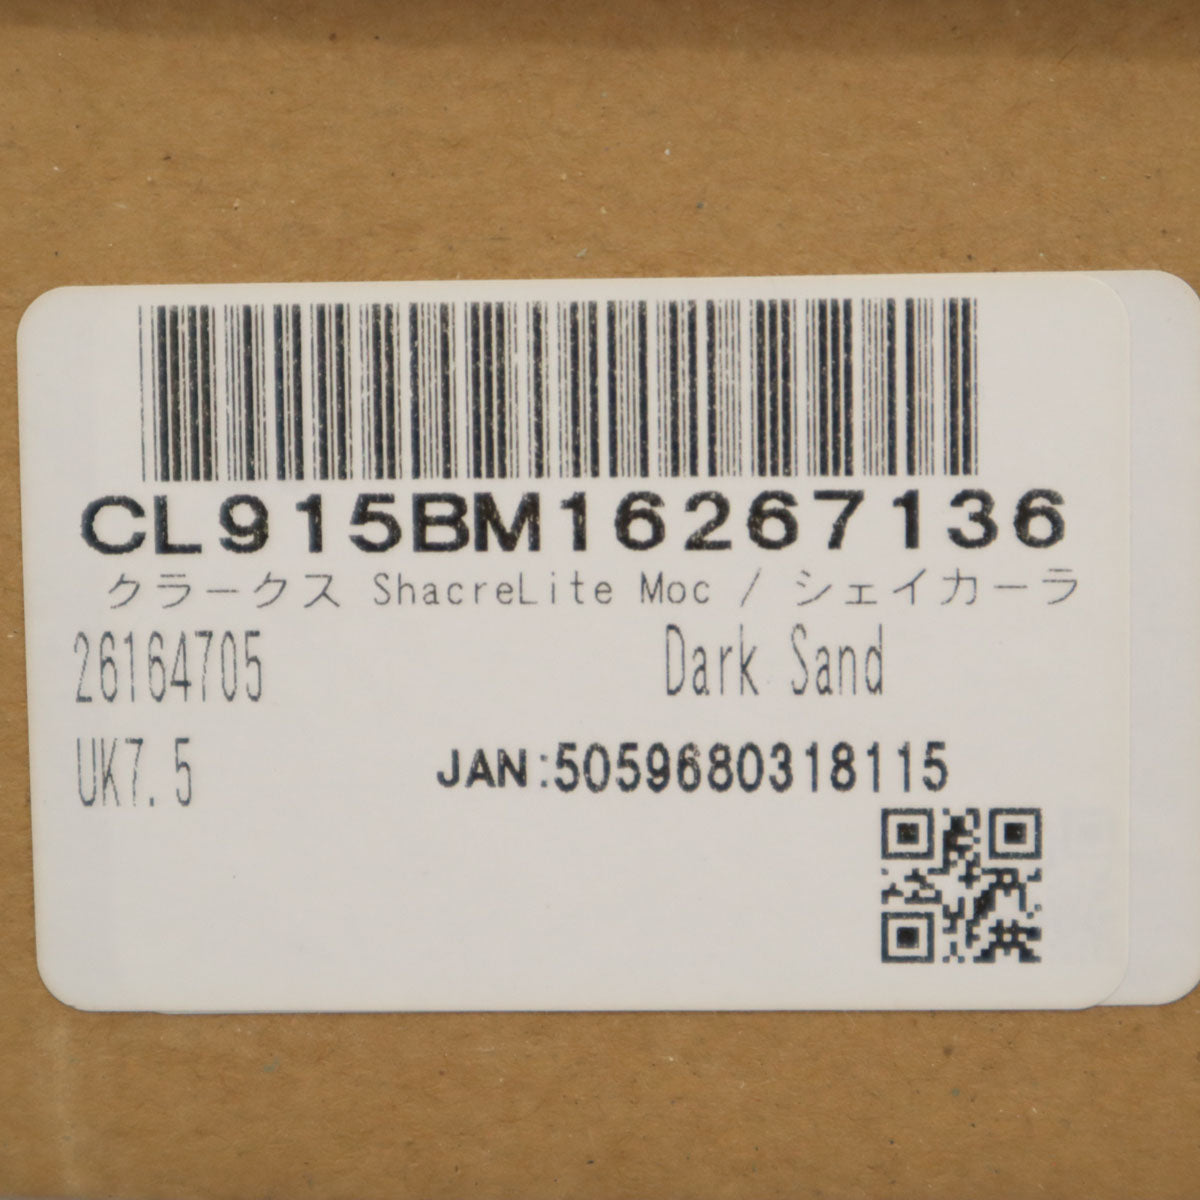 CL915BM16267136
クラークス ShacreLite Moc / シェイカーラ
26164705 Dark Sand
UK7.5 JAN:5059680318115